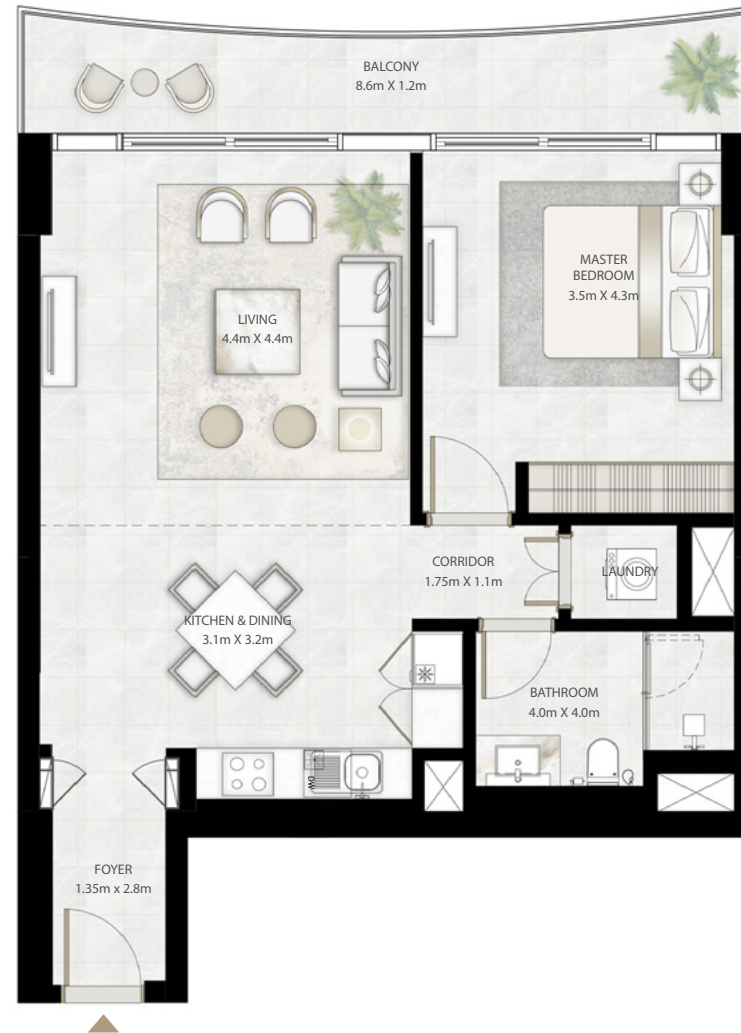 BALCONY
8.6m X 1.2m
MASTER
BEDROOM
3.5m X 4.3m
LIVING
4.4m X 4.4m
CORRIDOR
1.75m X 1.1m
LAUNDRY
KITCHEN & DINING
3.1m X 3.2m
BATHROOM
4.0m X 4.0m
DW
FOYER
1.35m x 2.8m